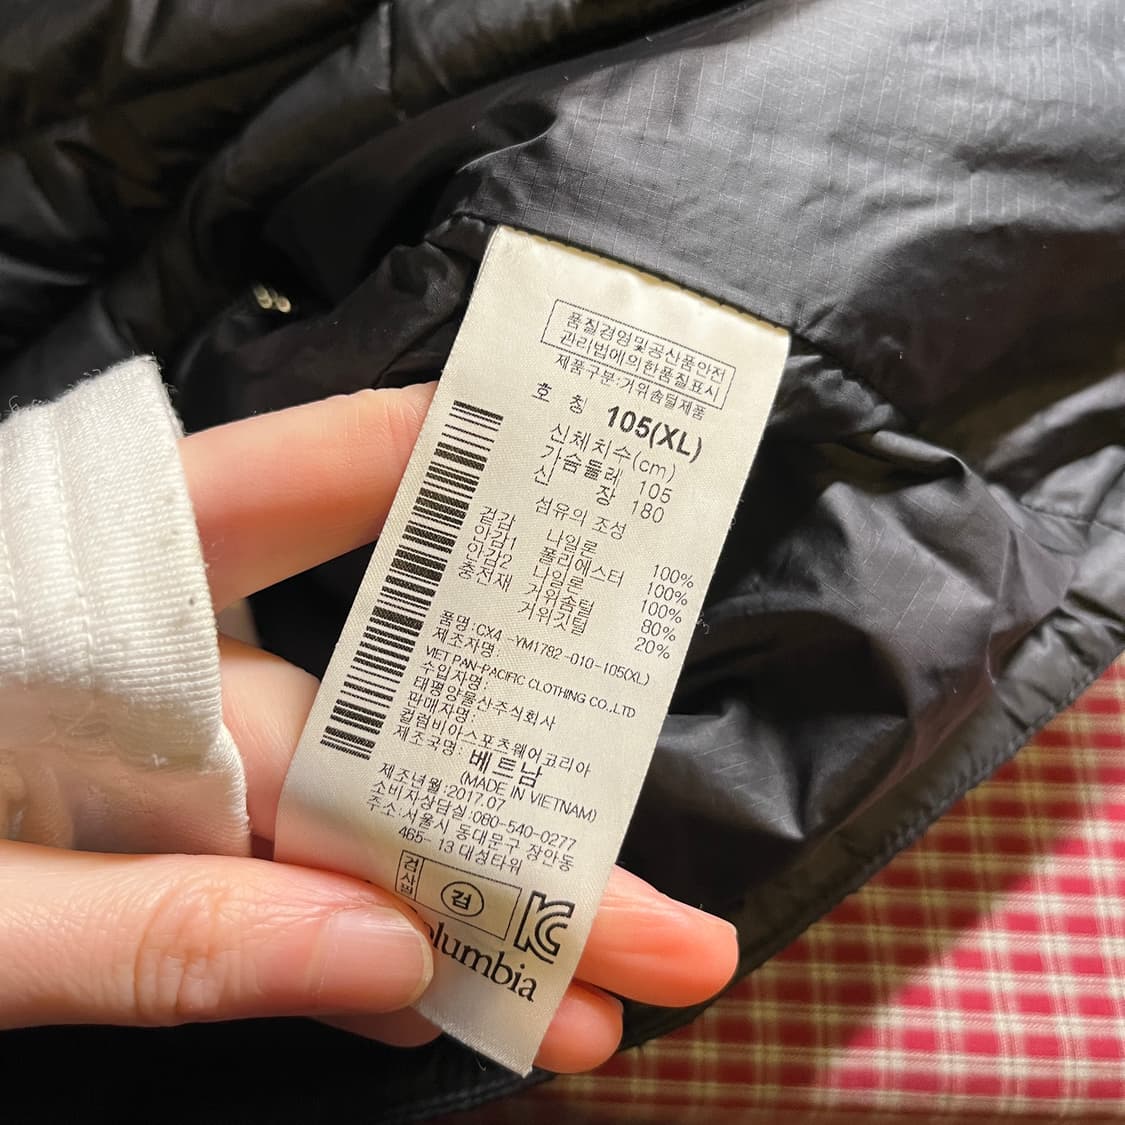 품질경영및공산품안전
관리법에의한품질표시
제품구분:거위솜털제품
호 칭 105(XL)
신체치수(cm)
가슴둘레 105
신 장 180
섬유의 조성
겉감 나일론 100%
안감1 폴리에스터 100%
안감2 나일론 100%
충전재 거위솜털 80%
거위깃털 20%
품명:CX4 -YM1782-010-105(XL)
제조자명:
VIET PAN-PACIFIC CLOTHING CO.,LTD
수입자명:
태평양물산주식회사
판매자명:
컬럼비아스포츠웨어코리아
제조국명: 베트남
(MADE IN VIETNAM)
제조년월:2017.07
소비자상담실:080-540-0277
주소:서울시 동대문구 장안동
465-13 대성타워
검사필 검
olumbia